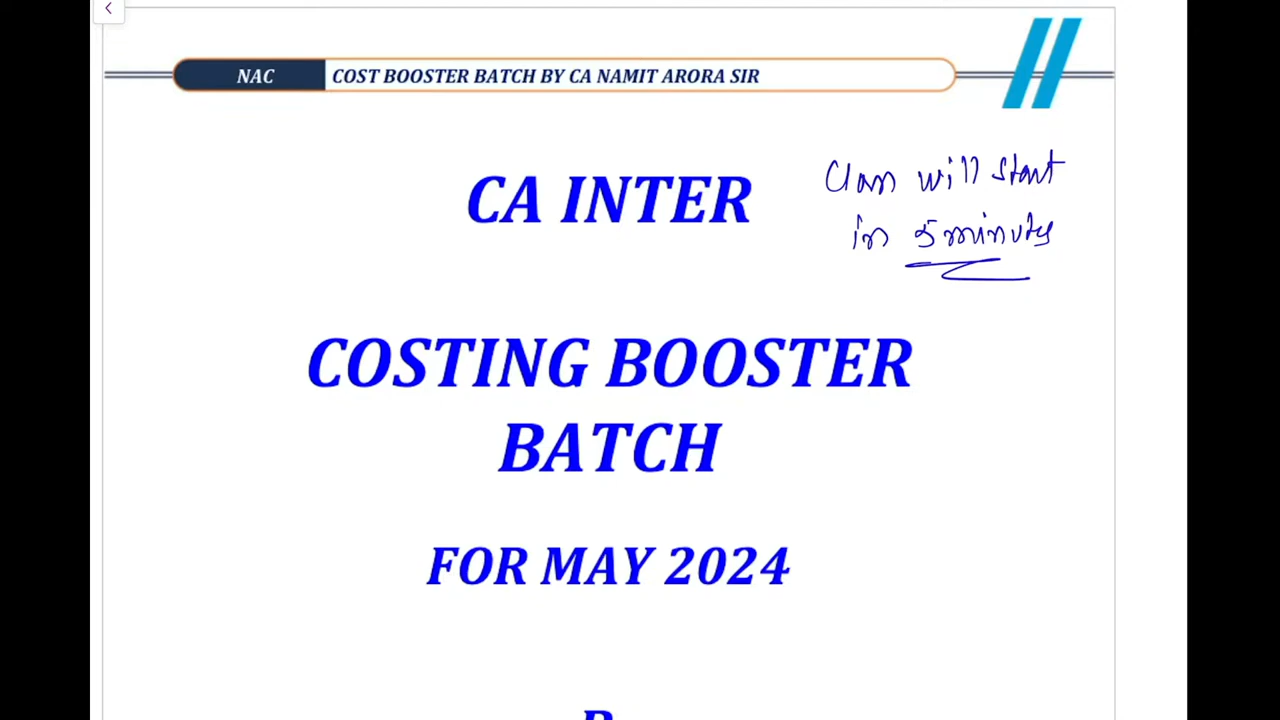 NAC COST BOOSTER BATCH BY CA NAMIT ARORA SIR
CA INTER
Class will start
in 5 minutes
COSTING BOOSTER
BATCH
FOR MAY 2024